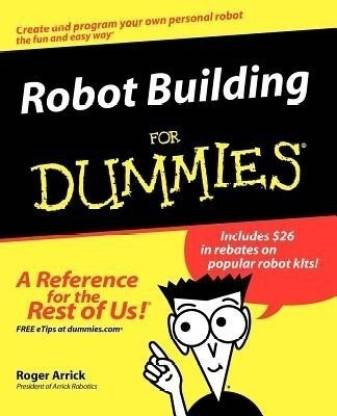 Create and program your own personal robot
the fun and easy way®
Robot Building
FOR
DUMMIES®
Includes $26
in rebates on
popular robot kits!
A Reference
for the
Rest of Us!®
FREE eTips at dummies.com®
Roger Arrick
President of Arrick Robotics